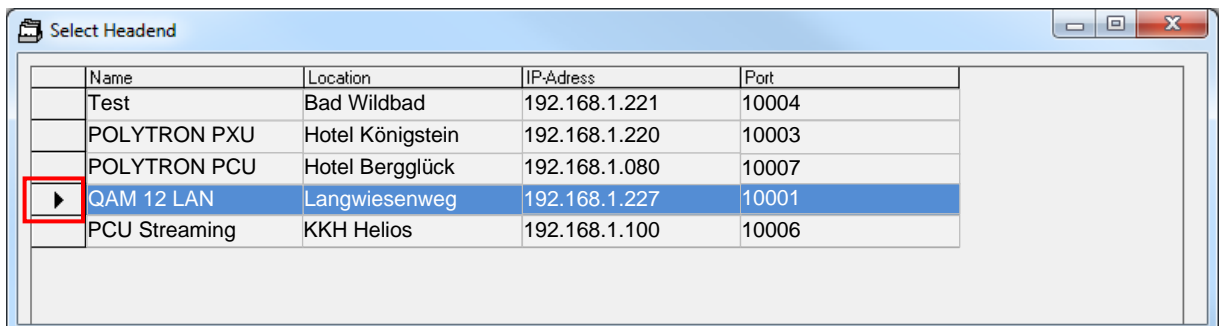 Select Headend
Name Location IP-Adress Port
Test Bad Wildbad 192.168.1.221 10004
POLYTRON PXU Hotel Königstein 192.168.1.220 10003
POLYTRON PCU Hotel Bergglück 192.168.1.080 10007
QAM 12 LAN Langwiesenweg 192.168.1.227 10001
PCU Streaming KKH Helios 192.168.1.100 10006